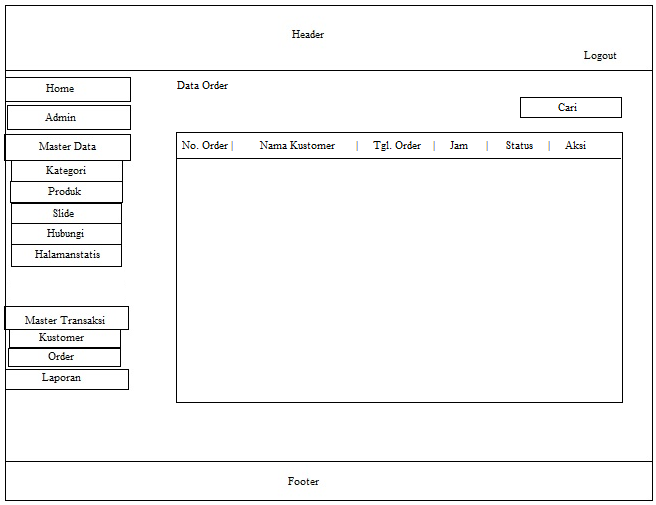 Header
Logout
Home
Admin
Master Data
Kategori
Produk
Slide
Hubungi
Halamanstatis
Master Transaksi
Kustomer
Order
Laporan
Data Order
Cari
No. Order | Nama Kustomer | Tgl. Order | Jam | Status | Aksi
Footer